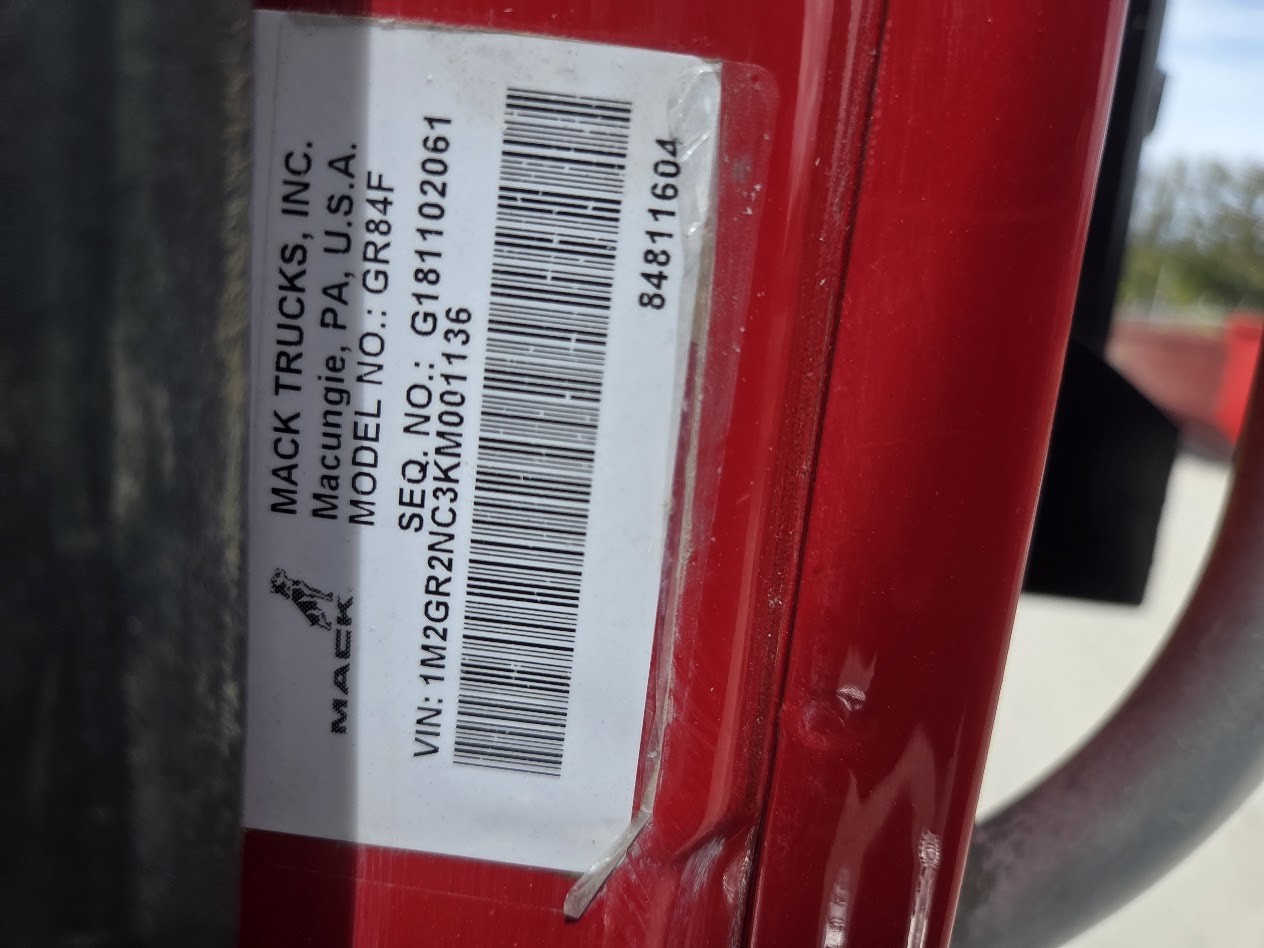 MACK TRUCKS, INC.
Macungie, PA, U.S.A.
MODEL NO.: GR84F
MACK
SEQ. NO.: G181102061
VIN: 1M2GR2NC3KM001136
84811604